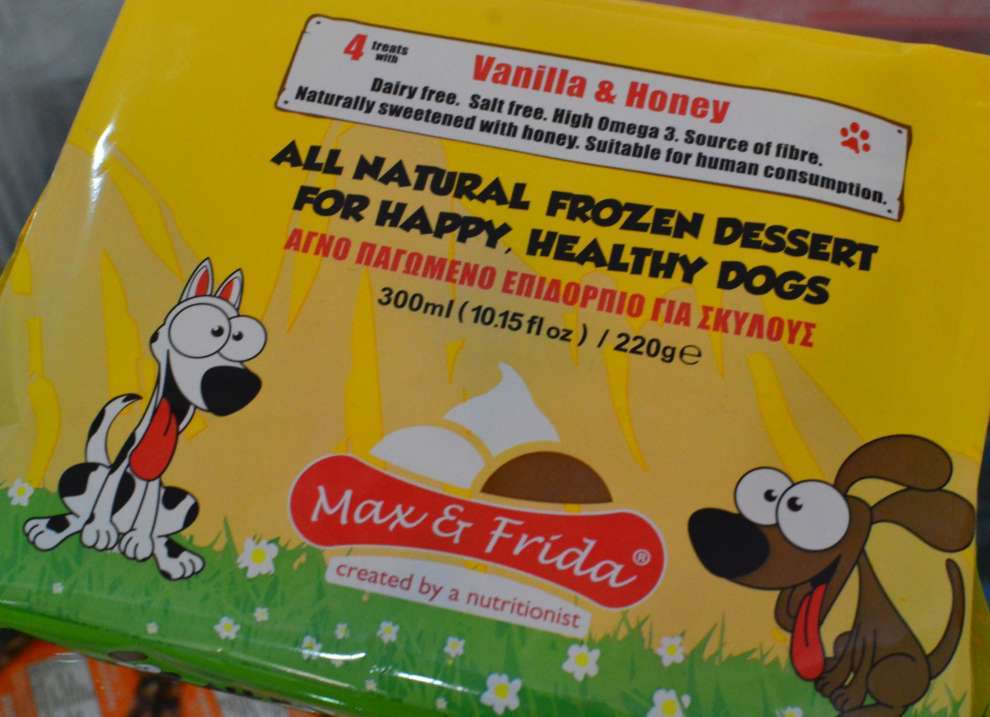 4 treats with
Vanilla & Honey
Dairy free. Salt free. High Omega 3. Source of fibre.
Naturally sweetened with honey. Suitable for human consumption.
ALL NATURAL FROZEN DESSERT
FOR HAPPY, HEALTHY DOGS
ΑΓΝΟ ΠΑΓΩΜΕΝΟ ΕΠΙΔΟΡΠΙΟ ΓΙΑ ΣΚΥΛΟΥΣ
300ml (10.15fl oz) / 220g℮
Max & Frida®
created by a nutritionist